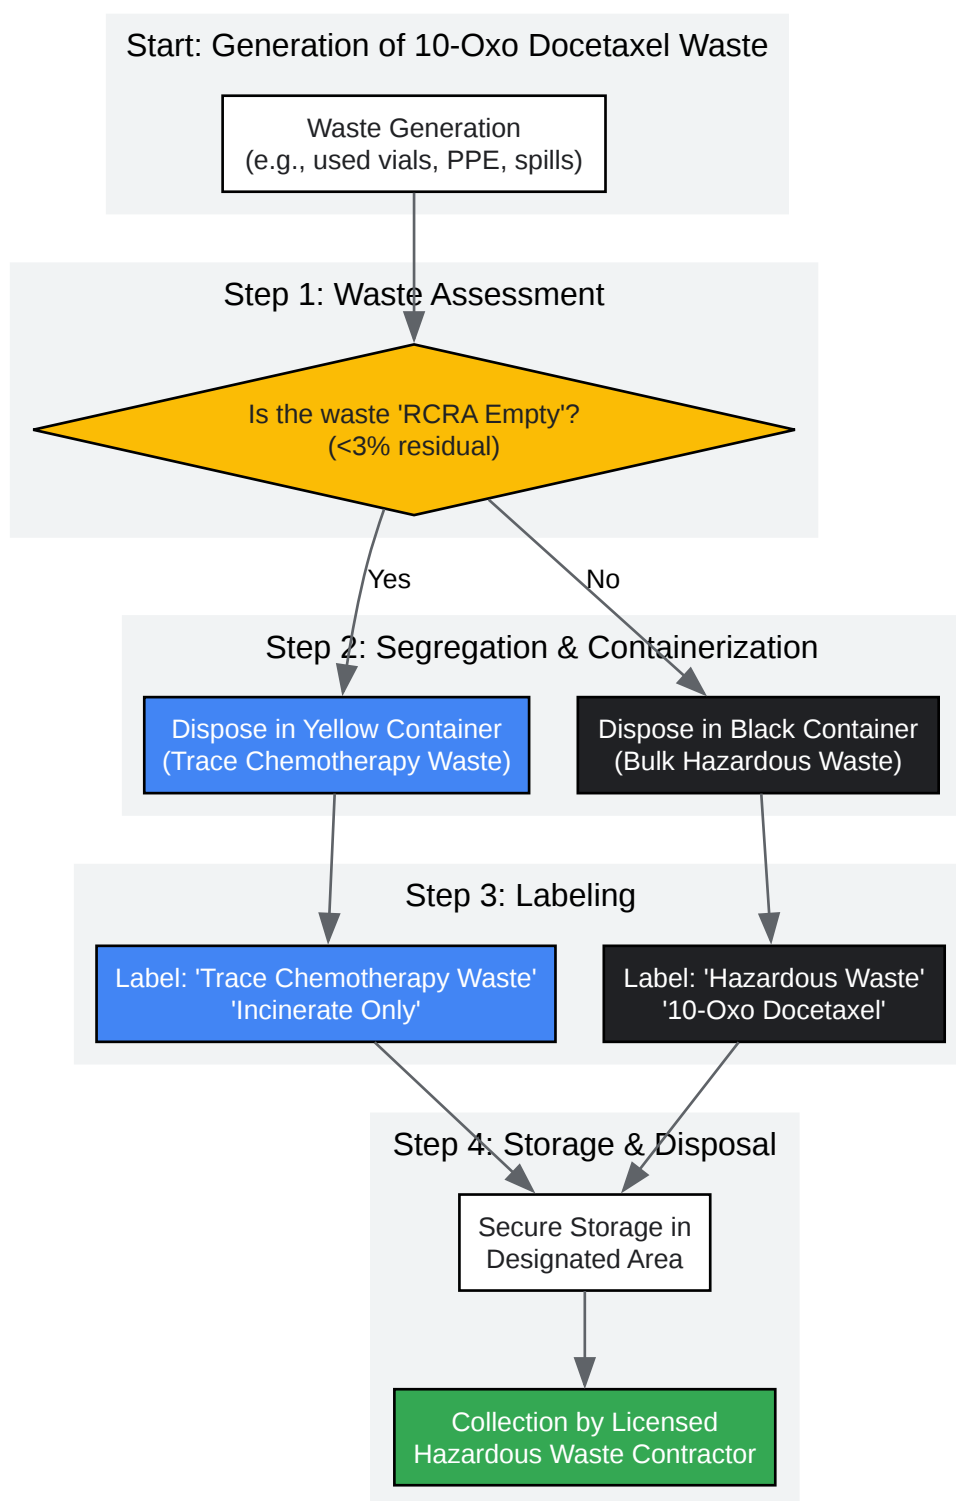 Start: Generation of 10-Oxo Docetaxel Waste
Waste Generation
(e.g., used vials, PPE, spills)
Step 1: Waste Assessment
Is the waste 'RCRA Empty'?
(<3% residual)
Yes
No
Step 2: Segregation & Containerization
Dispose in Yellow Container
(Trace Chemotherapy Waste)
Dispose in Black Container
(Bulk Hazardous Waste)
Step 3: Labeling
Label: 'Trace Chemotherapy Waste'
'Incinerate Only'
Label: 'Hazardous Waste'
'10-Oxo Docetaxel'
Step 4: Storage & Disposal
Secure Storage in
Designated Area
Collection by Licensed
Hazardous Waste Contractor